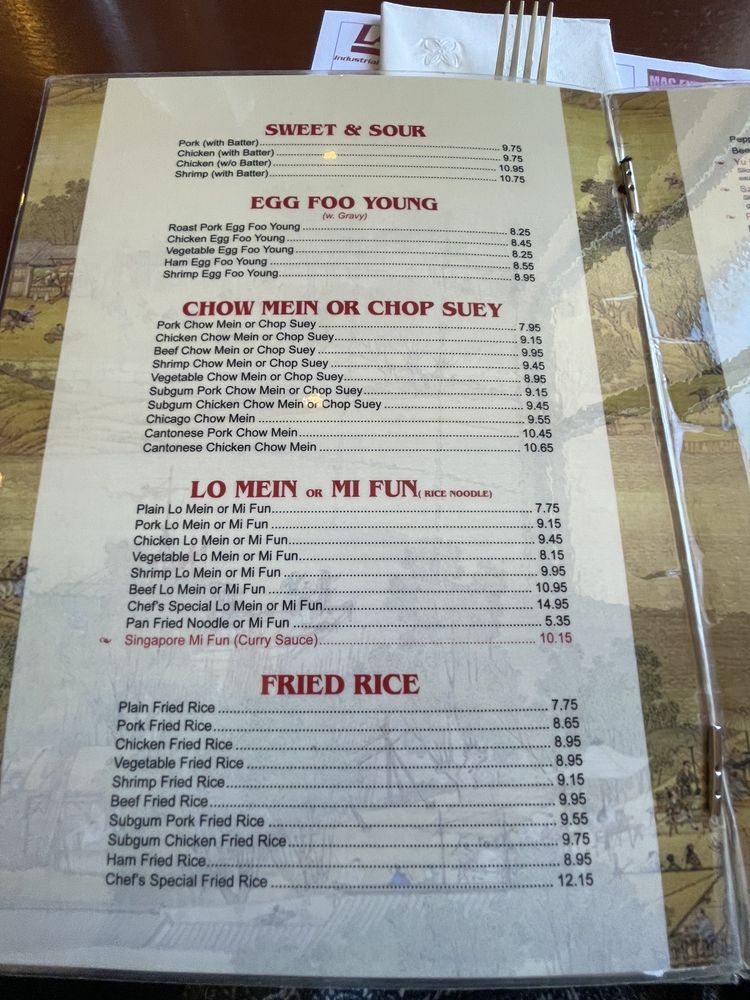 Industrial
SWEET & SOUR
Pork (with Batter) 9.75
Chicken (with Batter) 9.75
Chicken (w/o Batter) 10.95
Shrimp (with Batter) 10.75
EGG FOO YOUNG
(w. Gravy)
Roast Pork Egg Foo Young 8.25
Chicken Egg Foo Young 8.45
Vegetable Egg Foo Young 8.25
Ham Egg Foo Young 8.55
Shrimp Egg Foo Young 8.95
CHOW MEIN OR CHOP SUEY
Pork Chow Mein or Chop Suey 7.95
Chicken Chow Mein or Chop Suey 9.15
Beef Chow Mein or Chop Suey 9.95
Shrimp Chow Mein or Chop Suey 9.45
Vegetable Chow Mein or Chop Suey 8.95
Subgum Pork Chow Mein or Chop Suey 9.15
Subgum Chicken Chow Mein or Chop Suey 9.45
Chicago Chow Mein 9.55
Cantonese Pork Chow Mein 10.45
Cantonese Chicken Chow Mein 10.65
LO MEIN OR MI FUN ( RICE NOODLE)
Plain Lo Mein or Mi Fun 7.75
Pork Lo Mein or Mi Fun 9.15
Chicken Lo Mein or Mi Fun 9.45
Vegetable Lo Mein or Mi Fun 8.15
Shrimp Lo Mein or Mi Fun 9.95
Beef Lo Mein or Mi Fun 10.95
Chef's Special Lo Mein or Mi Fun 14.95
Pan Fried Noodle or Mi Fun 5.35
Singapore Mi Fun (Curry Sauce) 10.15
FRIED RICE
Plain Fried Rice 7.75
Pork Fried Rice 8.65
Chicken Fried Rice 8.95
Vegetable Fried Rice 8.95
Shrimp Fried Rice 9.15
Beef Fried Rice 9.95
Subgum Pork Fried Rice 9.55
Subgum Chicken Fried Rice 9.75
Ham Fried Rice 8.95
Chef's Special Fried Rice 12.15